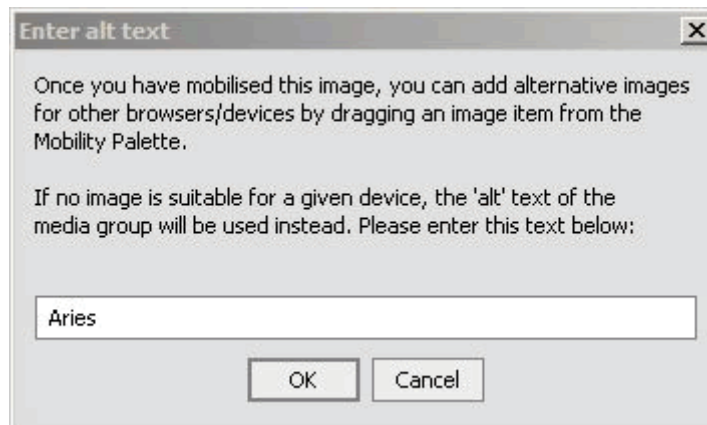 Enter alt text
Once you have mobilised this image, you can add alternative images
for other browsers/devices by dragging an image item from the
Mobility Palette.
If no image is suitable for a given device, the 'alt' text of the
media group will be used instead. Please enter this text below:
Aries
OK Cancel